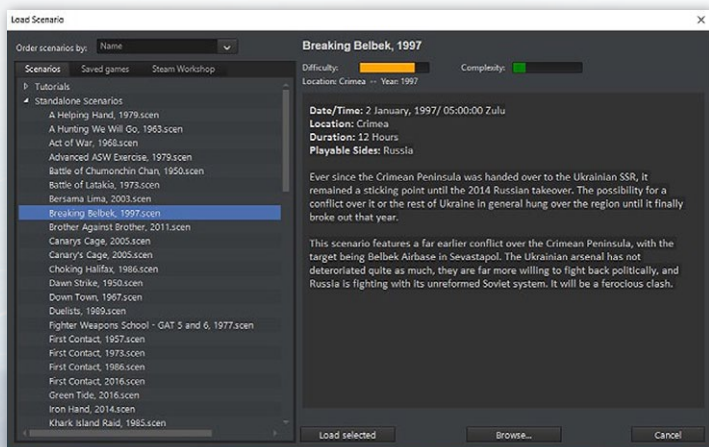 Load Scenario
Order scenarios by:
Name
Scenarios
Saved games
Steam Workshop
Tutorials
Standalone Scenarios
A Helping Hand, 1979.scen
A Hunting We Will Go, 1963.scen
Act of War, 1968.scen
Advanced ASW Exercise, 1979.scen
Battle of Chumonchin Chan, 1950.scen
Battle of Latakia, 1973.scen
Bersama Lima, 2003.scen
Breaking Belbek, 1997.scen
Brother Against Brother, 2011.scen
Canarys Cage, 2005.scen
Canary's Cage, 2005.scen
Choking Halifax, 1986.scen
Dawn Strike, 1950.scen
Down Town, 1967.scen
Duelists, 1989.scen
Fighter Weapons School - GAT 5 and 6, 1977.scen
First Contact, 1957.scen
First Contact, 1973.scen
First Contact, 1986.scen
First Contact, 2016.scen
Green Tide, 2016.scen
Iron Hand, 2014.scen
Khark Island Raid, 1985.scen
Breaking Belbek, 1997
Difficulty:
Complexity:
Location: Crimea -- Year: 1997
Date/Time: 2 January, 1997/ 05:00:00 Zulu
Location: Crimea
Duration: 12 Hours
Playable Sides: Russia
Ever since the Crimean Peninsula was handed over to the Ukrainian SSR, it
remained a sticking point until the 2014 Russian takeover. The possibility for a
conflict over it or the rest of Ukraine in general hung over the region until it finally
broke out that year.
This scenario features a far earlier conflict over the Crimean Peninsula, with the
target being Belbek Airbase in Sevastapol. The Ukrainian arsenal has not
deteriorated quite as much, they are far more willing to fight back politically, and
Russia is fighting with its unreformed Soviet system. It will be a ferocious clash.
Load selected
Browse...
Cancel